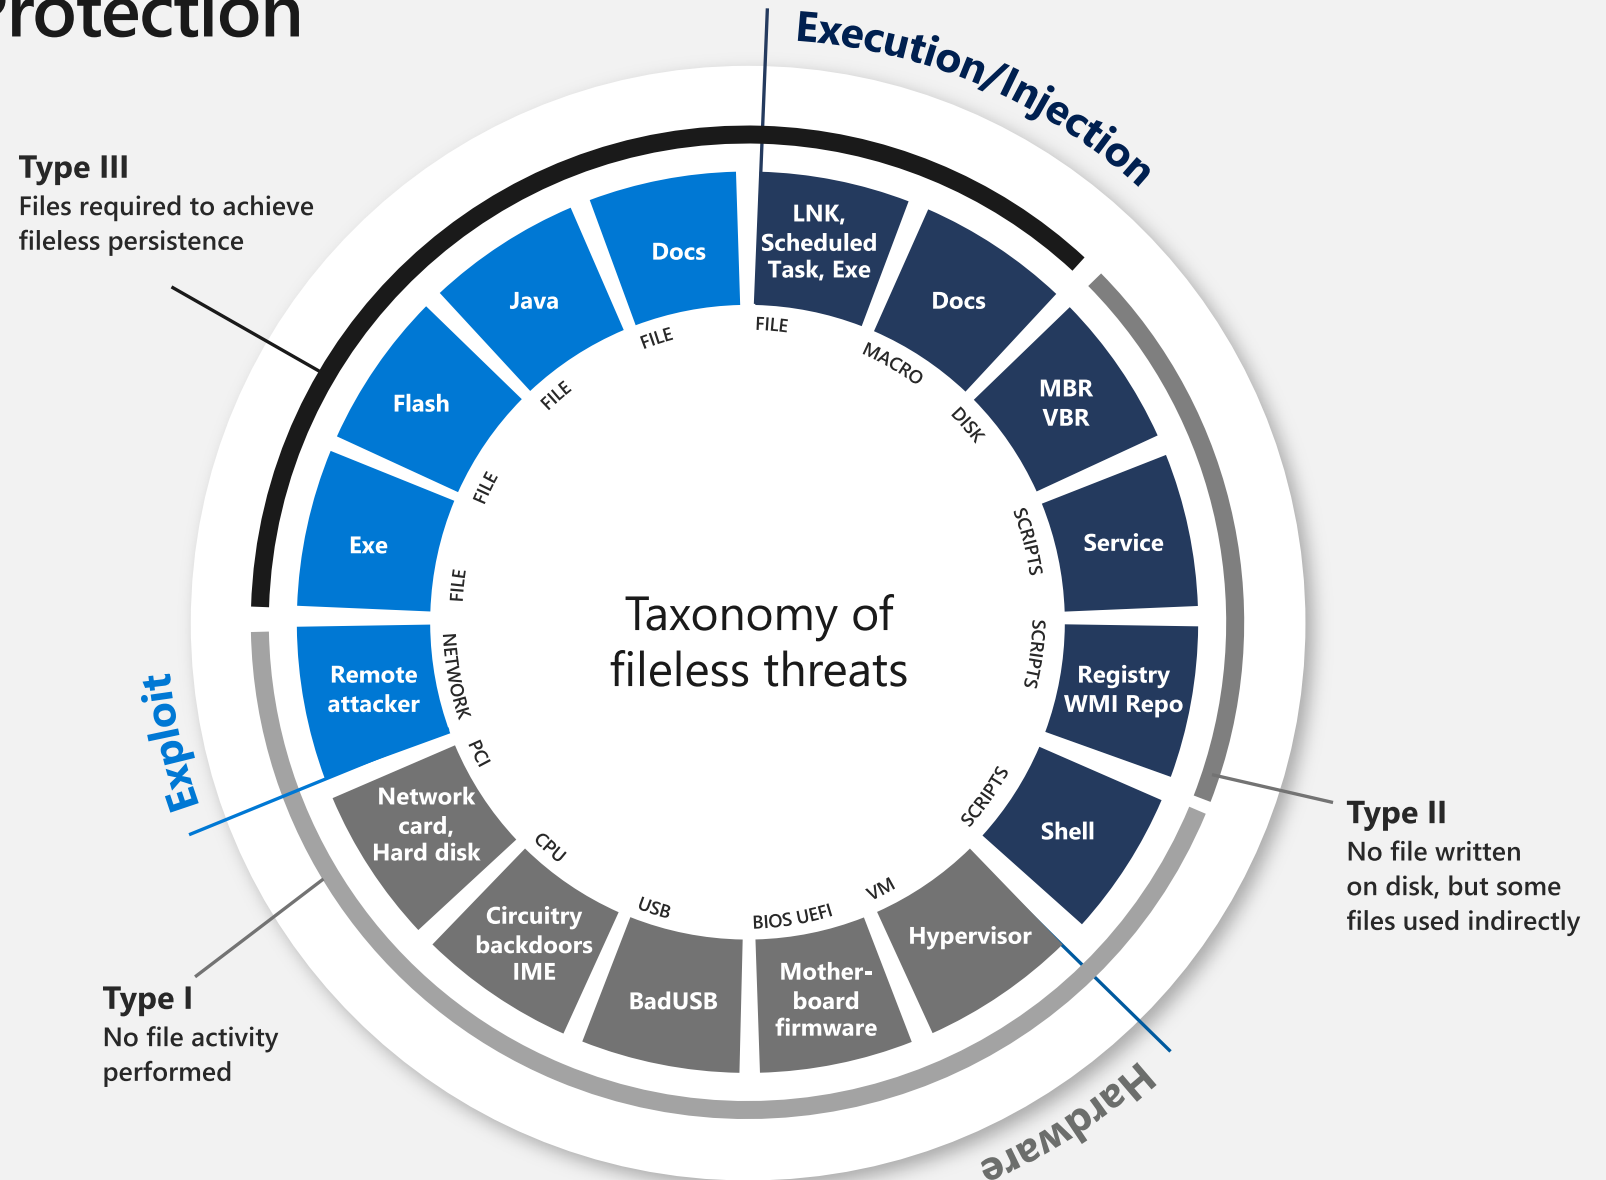 Protection
Execution/Injection
Type III
Files required to achieve
fileless persistence
LNK,
Scheduled
Task, Exe
FILE
Docs
MACRO
MBR
VBR
DISK
Service
SCRIPTS
Registry
WMI Repo
SCRIPTS
Shell
SCRIPTS
Type II
No file written
on disk, but some
files used indirectly
Hardware
Hypervisor
VM
Mother-
board
firmware
BIOS UEFI
BadUSB
USB
Circuitry
backdoors
IME
CPU
Network
card,
Hard disk
PCI
Type I
No file activity
performed
Exploit
Remote
attacker
NETWORK
Exe
FILE
Flash
FILE
Java
FILE
Docs
FILE
Taxonomy of
fileless threats